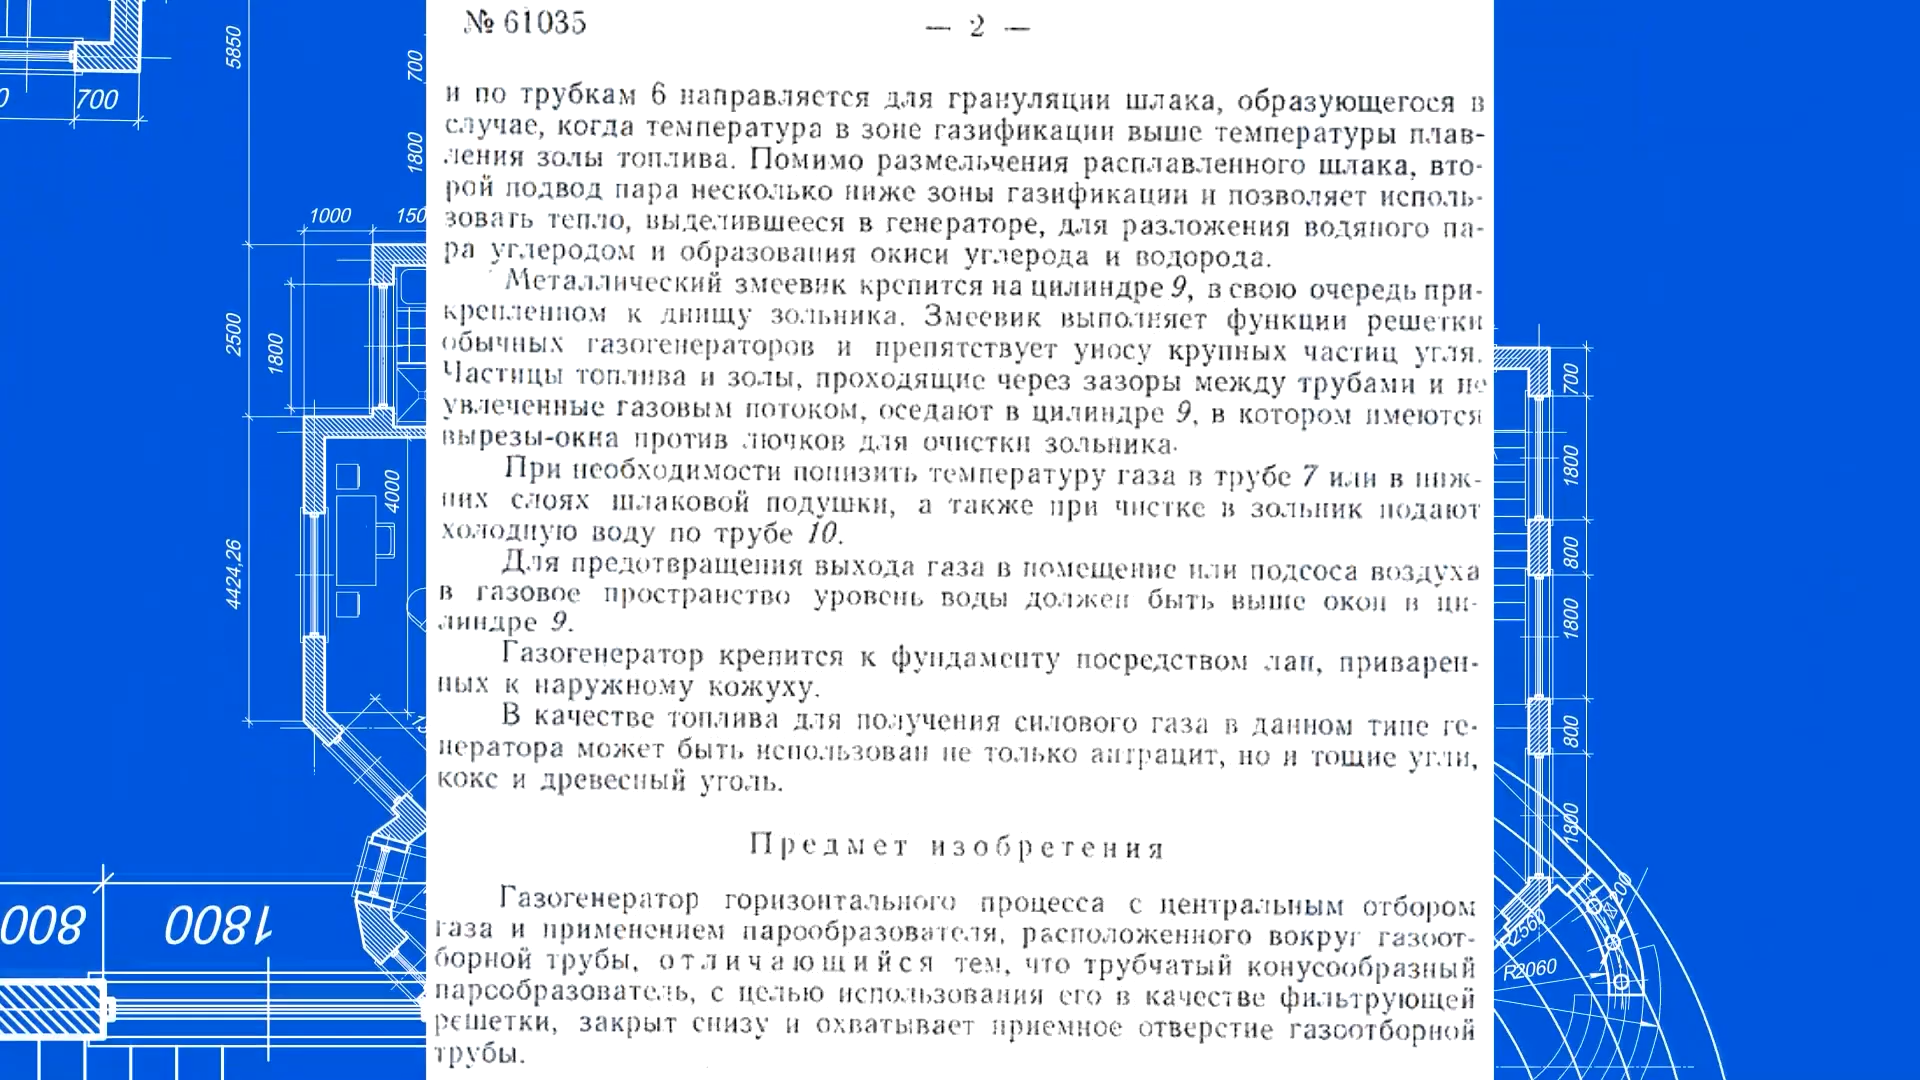 № 61035
— 2 —
и по трубкам 6 направляется для грануляции шлака, образующегося в
случае, когда температура в зоне газификации выше температуры плав-
ления золы топлива. Помимо размельчения расплавленного шлака, вто-
рой подвод пара несколько ниже зоны газификации и позволяет исполь-
зовать тепло, выделившееся в генераторе, для разложения водяного па-
ра углеродом и образования окиси углерода и водорода.
Металлический змеевик крепится на цилиндре 9, в свою очередь при-
крепленном к днищу зольника. Змеевик выполняет функции решетки
обычных газогенераторов и препятствует уносу крупных частиц угля.
Частицы топлива и золы, проходящие через зазоры между трубами и не
увлеченные газовым потоком, оседают в цилиндре 9, в котором имеются
вырезы-окна против лючков для очистки зольника.
При необходимости понизить температуру газа в трубе 7 или в ниж-
них слоях шлаковой подушки, а также при чистке в зольник подают
холодную воду по трубе 10.
Для предотвращения выхода газа в помещение или подсоса воздуха
в газовое пространство уровень воды должен быть выше окон в ци-
линдре 9.
Газогенератор крепится к фундаменту посредством лап, приварен-
ных к наружному кожуху.
В качестве топлива для получения силового газа в данном типе ге-
нератора может быть использован не только антрацит, но и тощие угли,
кокс и древесный уголь.
Предмет изобретения
Газогенератор горизонтального процесса с центральным отбором
газа и применением парообразователя, расположенного вокруг газоот-
борной трубы, отличающийся тем, что трубчатый конусообразный
парообразователь, с целью использования его в качестве фильтрующей
решетки, закрыт снизу и охватывает приемное отверстие газоотборной
трубы.
5850
700
1800
700
1000
150
2500
1800
4000
4424,26
800
1800
700
1800
800
1800
800
1800
R2560
R2060